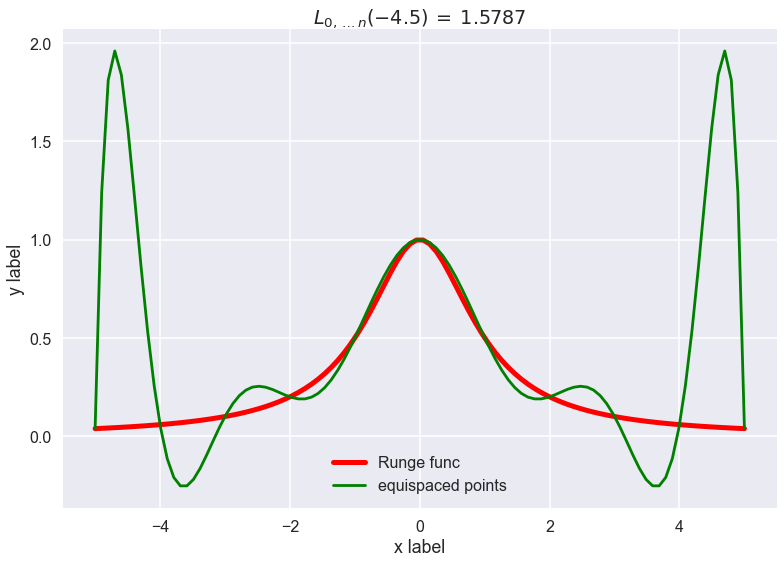 L₀, … ₙ(−4.5) = 1.5787
2.0
1.5
1.0
0.5
0.0
y label
−4
−2
0
2
4
x label
Runge func
equispaced points